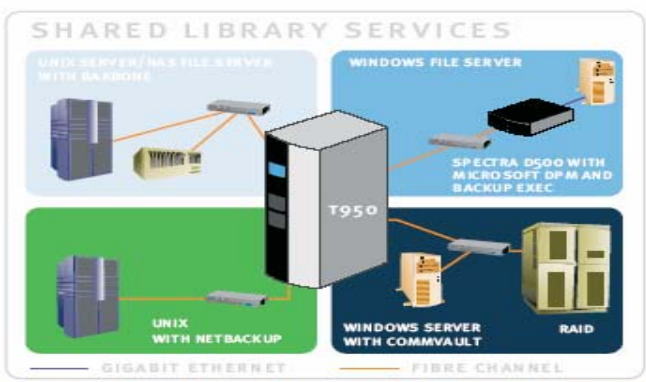 SHARED LIBRARY SERVICES
UNIX SERVER/NAS FILE SERVER
WITH BAKBONE
WINDOWS FILE SERVER
SPECTRA D500 WITH
MICROSOFT DPM AND
BACKUP EXEC
T950
UNIX
WITH NETBACKUP
WINDOWS SERVER
WITH COMMVAULT
RAID
GIGABIT ETHERNET
FIBRE CHANNEL